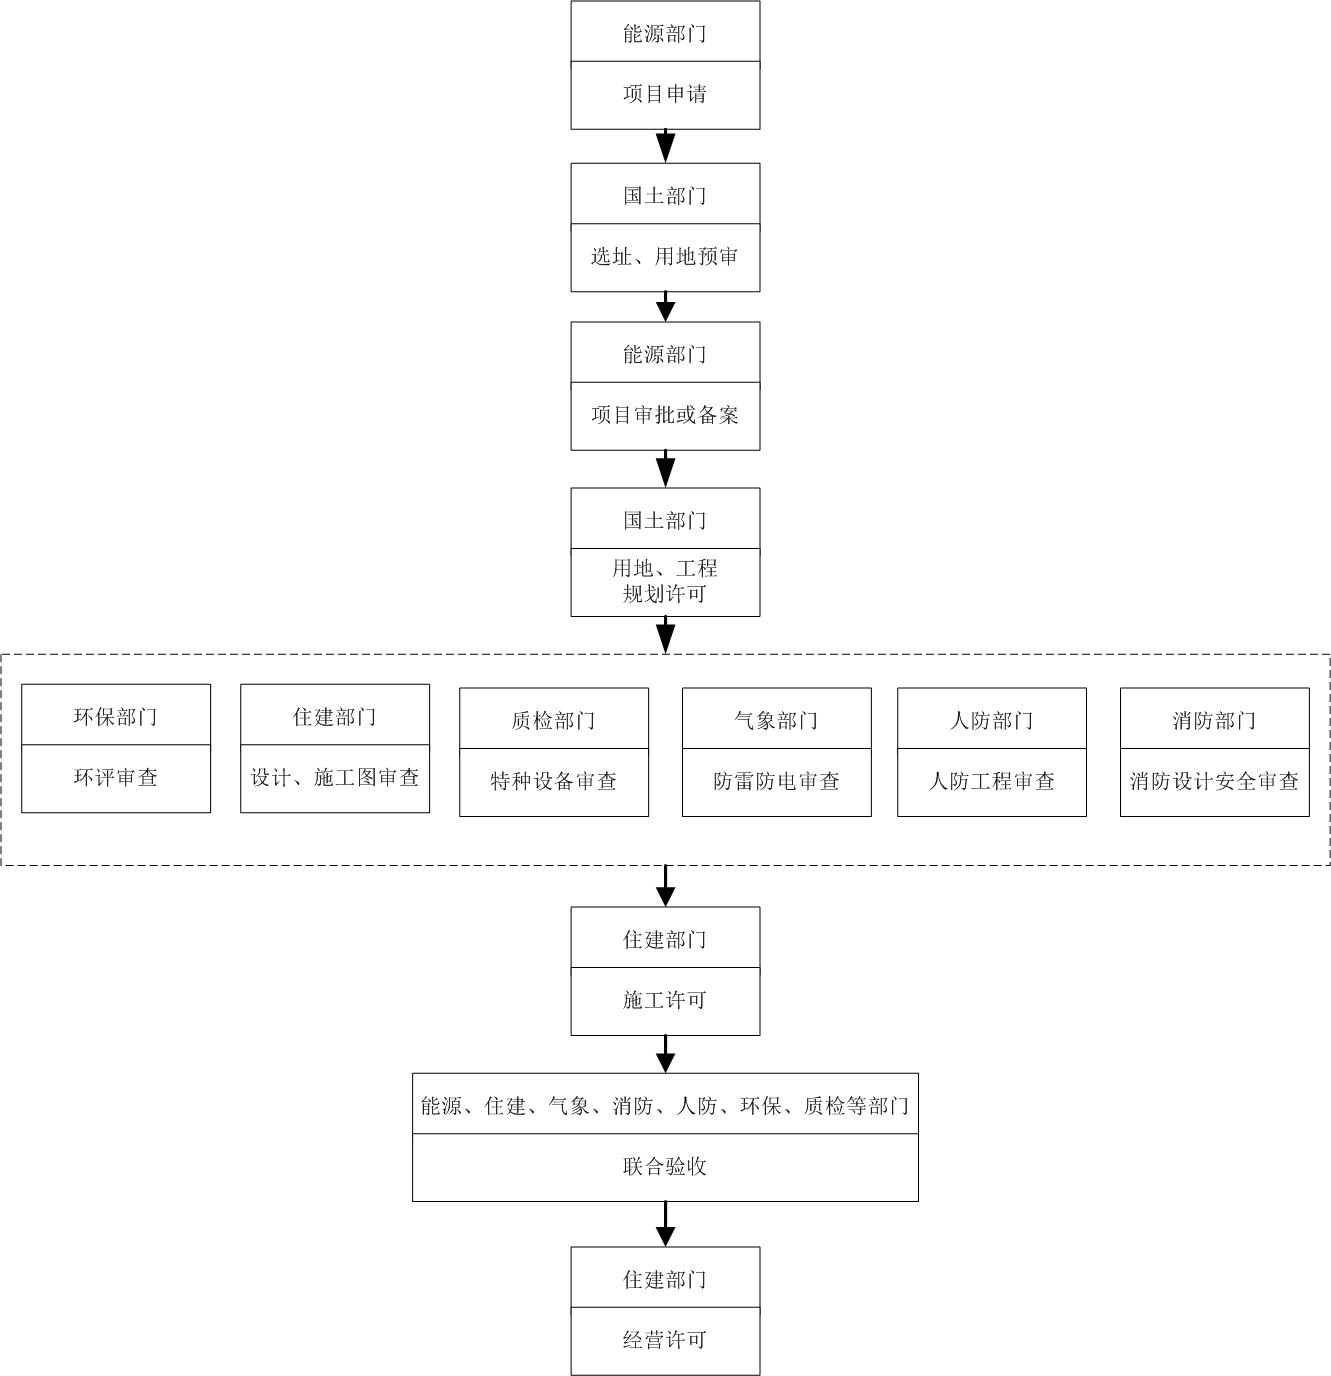 能源部门
项目申请
国土部门
选址、用地预审
能源部门
项目审批或备案
国土部门
用地、工程
规划许可
环保部门
环评审查
住建部门
设计、施工图审查
质检部门
特种设备审查
气象部门
防雷防电审查
人防部门
人防工程审查
消防部门
消防设计安全审查
住建部门
施工许可
能源、住建、气象、消防、人防、环保、质检等部门
联合验收
住建部门
经营许可